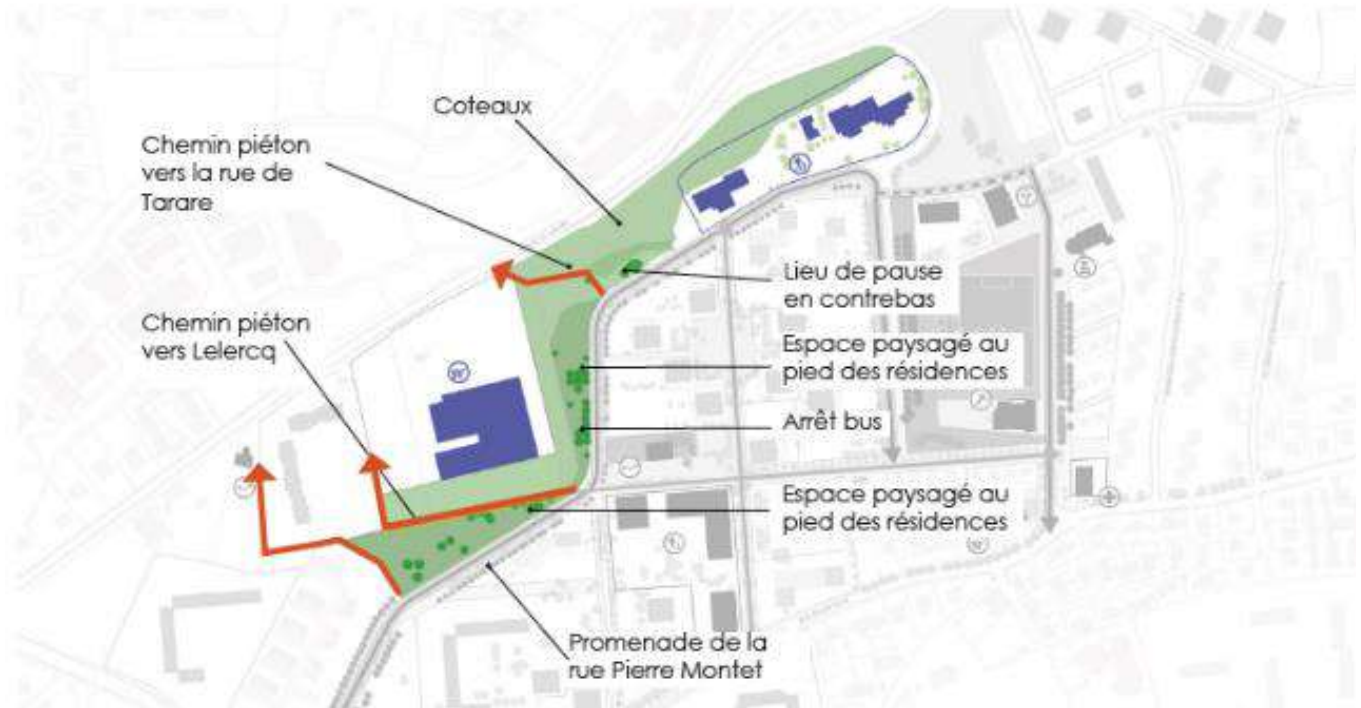 Coteaux
Chemin piéton
vers la rue de
Tarare
Lieu de pause
en contrebas
Chemin piéton
vers Lelercq
Espace paysagé au
pied des résidences
Arrêt bus
Espace paysagé au
pied des résidences
Promenade de la
rue Pierre Montet